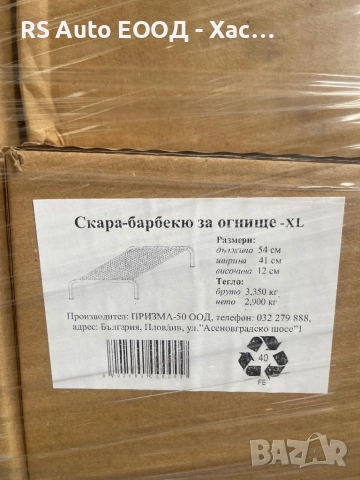 RS Auto ЕООД - Хас...
Скара-барбекю за огнище -XL
Размери:
дължина 54 см
ширина 41 см
височина 12 см
Тегло:
бруто 3,350 кг
нето 2,900 кг
Производител: ПРИЗМА-50 ООД, телефон: 032 279 888,
адрес: България, Пловдив, ул."Асеновградско шосе"1
40
FE
BAZAR